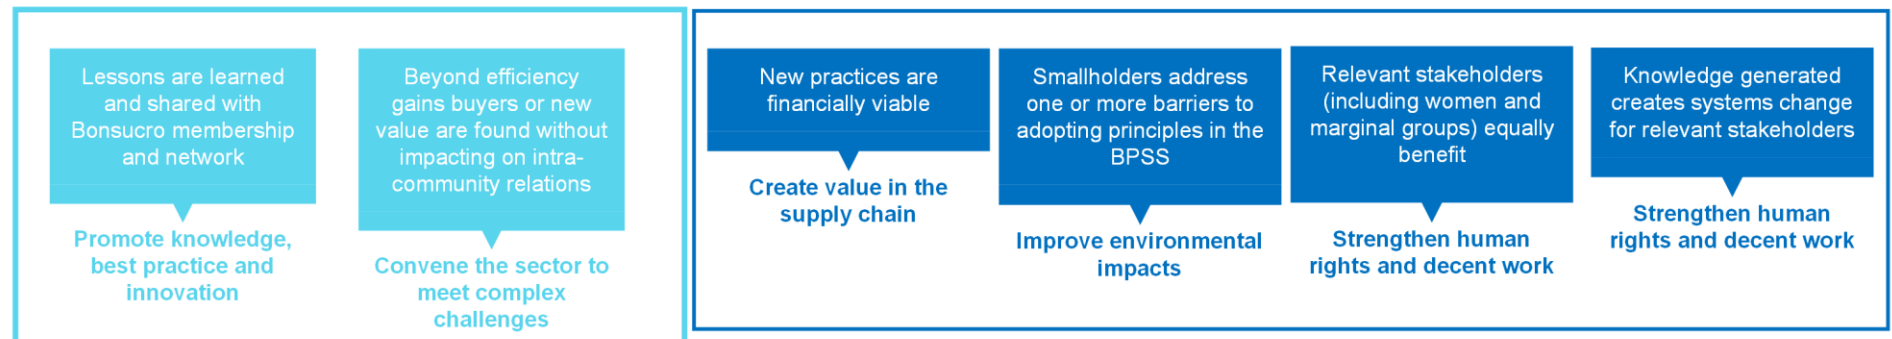 Lessons are learned
and shared with
Bonsucro membership
and network
Promote knowledge,
best practice and
innovation
Beyond efficiency
gains buyers or new
value are found without
impacting on intra-
community relations
Convene the sector to
meet complex
challenges
New practices are
financially viable
Create value in the
supply chain
Smallholders address
one or more barriers to
adopting principles in the
BPSS
Improve environmental
impacts
Relevant stakeholders
(including women and
marginal groups) equally
benefit
Strengthen human
rights and decent work
Knowledge generated
creates systems change
for relevant stakeholders
Strengthen human
rights and decent work